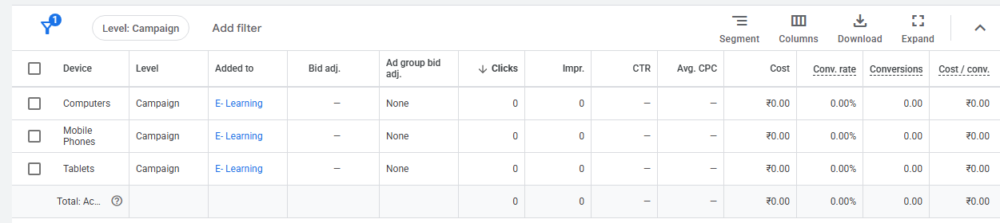 1
Level: Campaign Add filter
Segment Columns Download Expand
Device Level Added to Bid adj. Ad group bid adj. Clicks Impr. CTR Avg. CPC Cost Conv. rate Conversions Cost / conv.
Computers Campaign E- Learning — None 0 0 — — ₹0.00 0.00% 0.00 ₹0.00
Mobile Phones Campaign E- Learning — None 0 0 — — ₹0.00 0.00% 0.00 ₹0.00
Tablets Campaign E- Learning — None 0 0 — — ₹0.00 0.00% 0.00 ₹0.00
Total: Ac... ? 0 0 — — ₹0.00 0.00% 0.00 ₹0.00